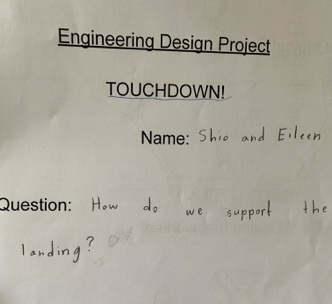 Engineering Design Project
TOUCHDOWN!
Name: Shio and Eileen
Question: How do we support the
landing?